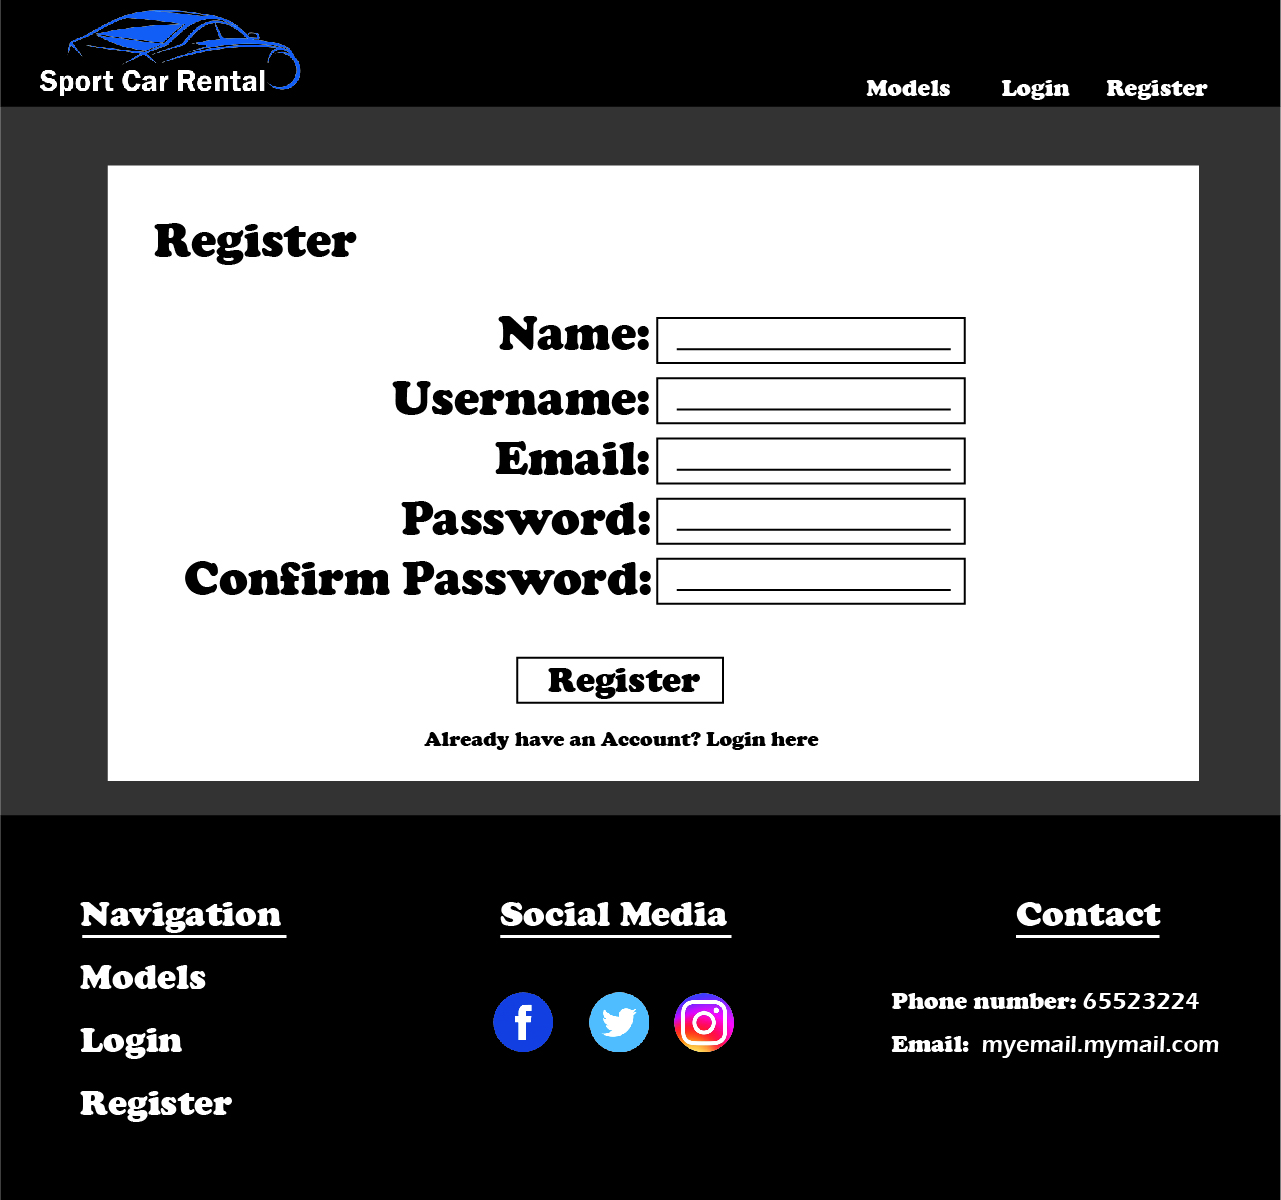 Sport Car Rental
Models Login Register
Register
Name:
Username:
Email:
Password:
Confirm Password:
Register
Already have an Account? Login here
Navigation Social Media Contact
Models
Login
Register
Phone number: 65523224
Email: myemail.mymail.com